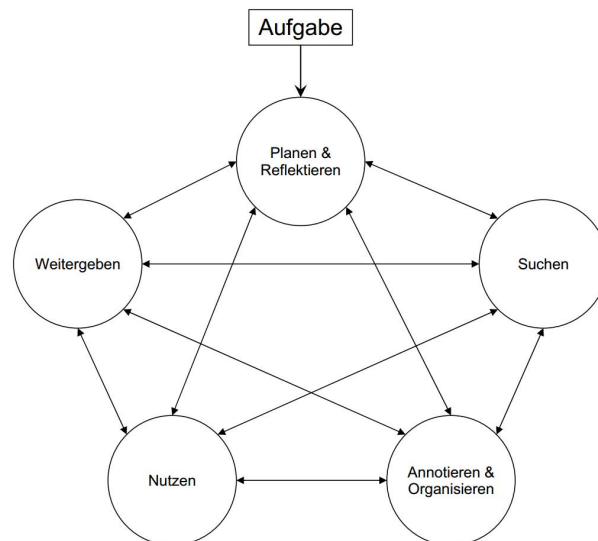 Aufgabe
Planen &
Reflektieren
Weitergeben
Suchen
Nutzen
Annotieren &
Organisieren